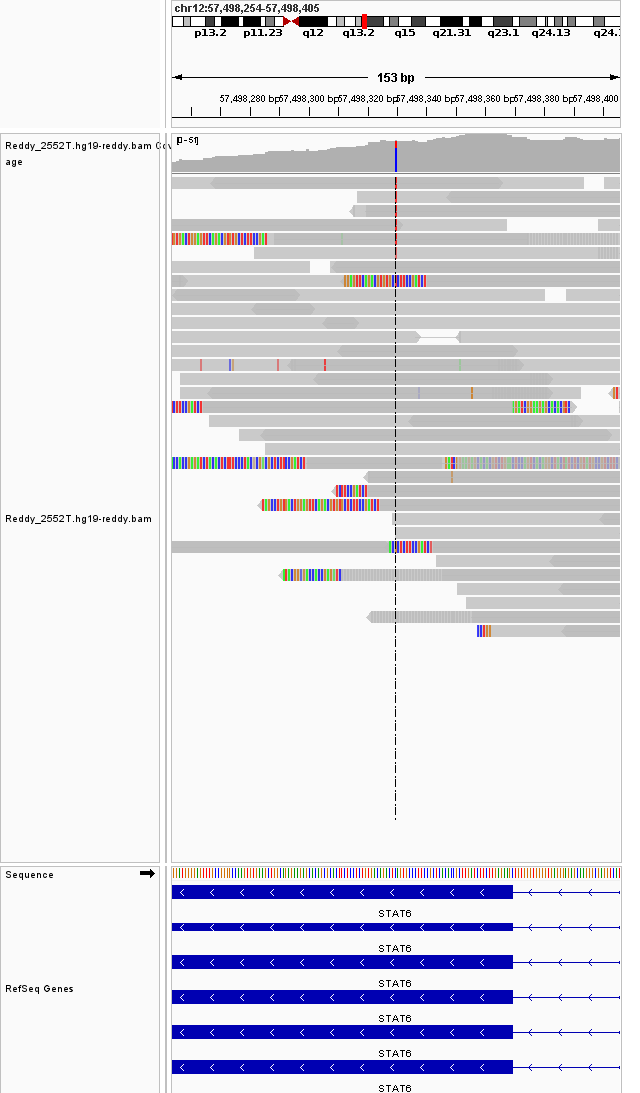 chr12:57,498,254-57,498,405
p13.2 p11.23 q12 q13.2 q15 q21.31 q23.1 q24.13 q24.
153 bp
57,498,280 bp 57,498,300 bp 57,498,320 bp 57,498,340 bp 57,498,360 bp 57,498,380 bp 57,498,400
Reddy_2552T.hg19-reddy.bam Cov
age
[0-51]
Reddy_2552T.hg19-reddy.bam
Sequence
STAT6
STAT6
STAT6
RefSeq Genes
STAT6
STAT6
STAT6